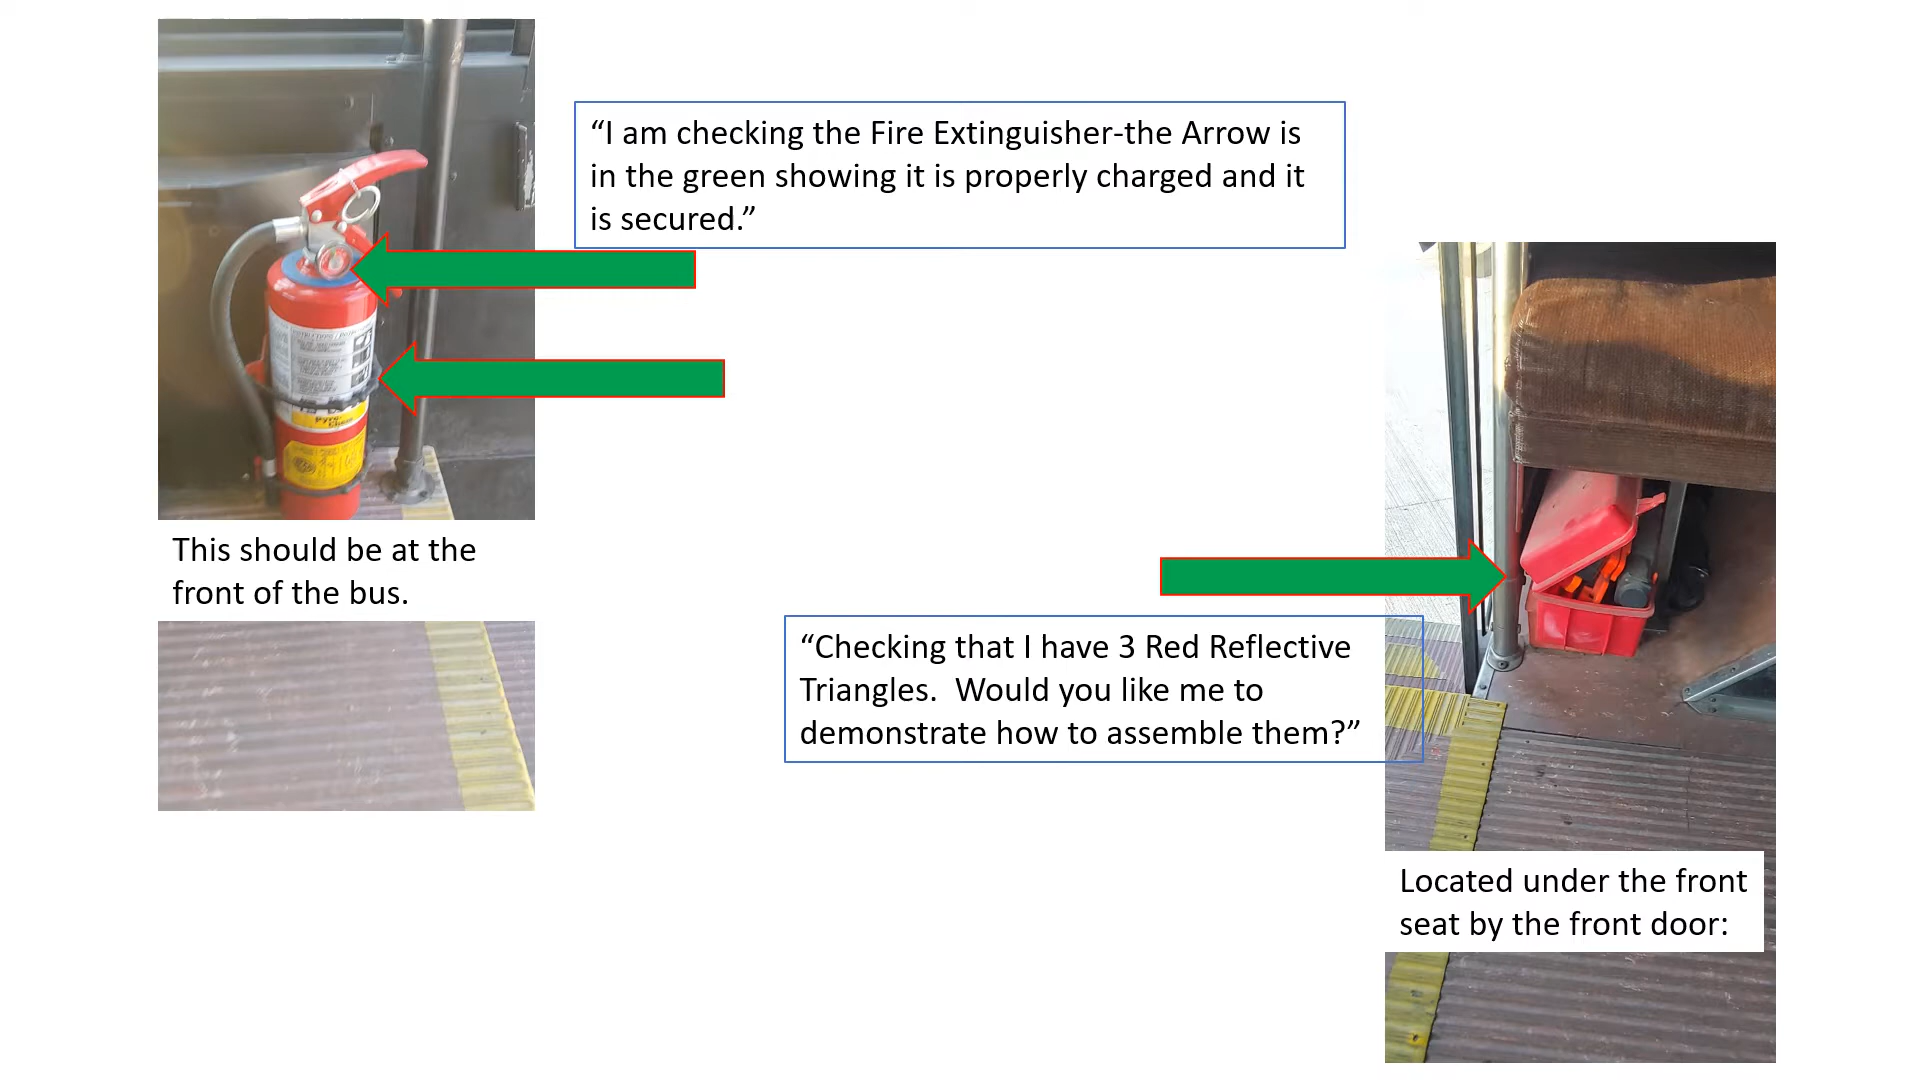 “I am checking the Fire Extinguisher-the Arrow is
in the green showing it is properly charged and it
is secured.”
This should be at the
front of the bus.
“Checking that I have 3 Red Reflective
Triangles.  Would you like me to
demonstrate how to assemble them?”
Located under the front
seat by the front door: